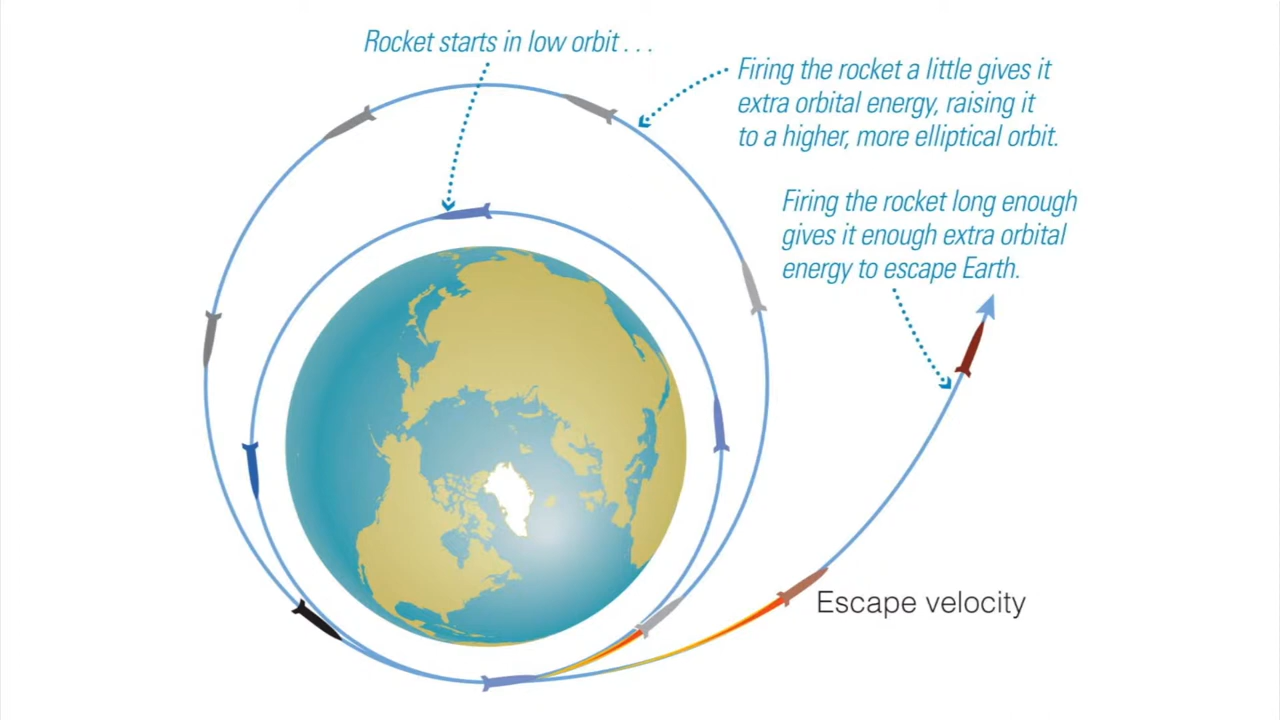 Rocket starts in low orbit . . .
Firing the rocket a little gives it
extra orbital energy, raising it
to a higher, more elliptical orbit.
Firing the rocket long enough
gives it enough extra orbital
energy to escape Earth.
Escape velocity